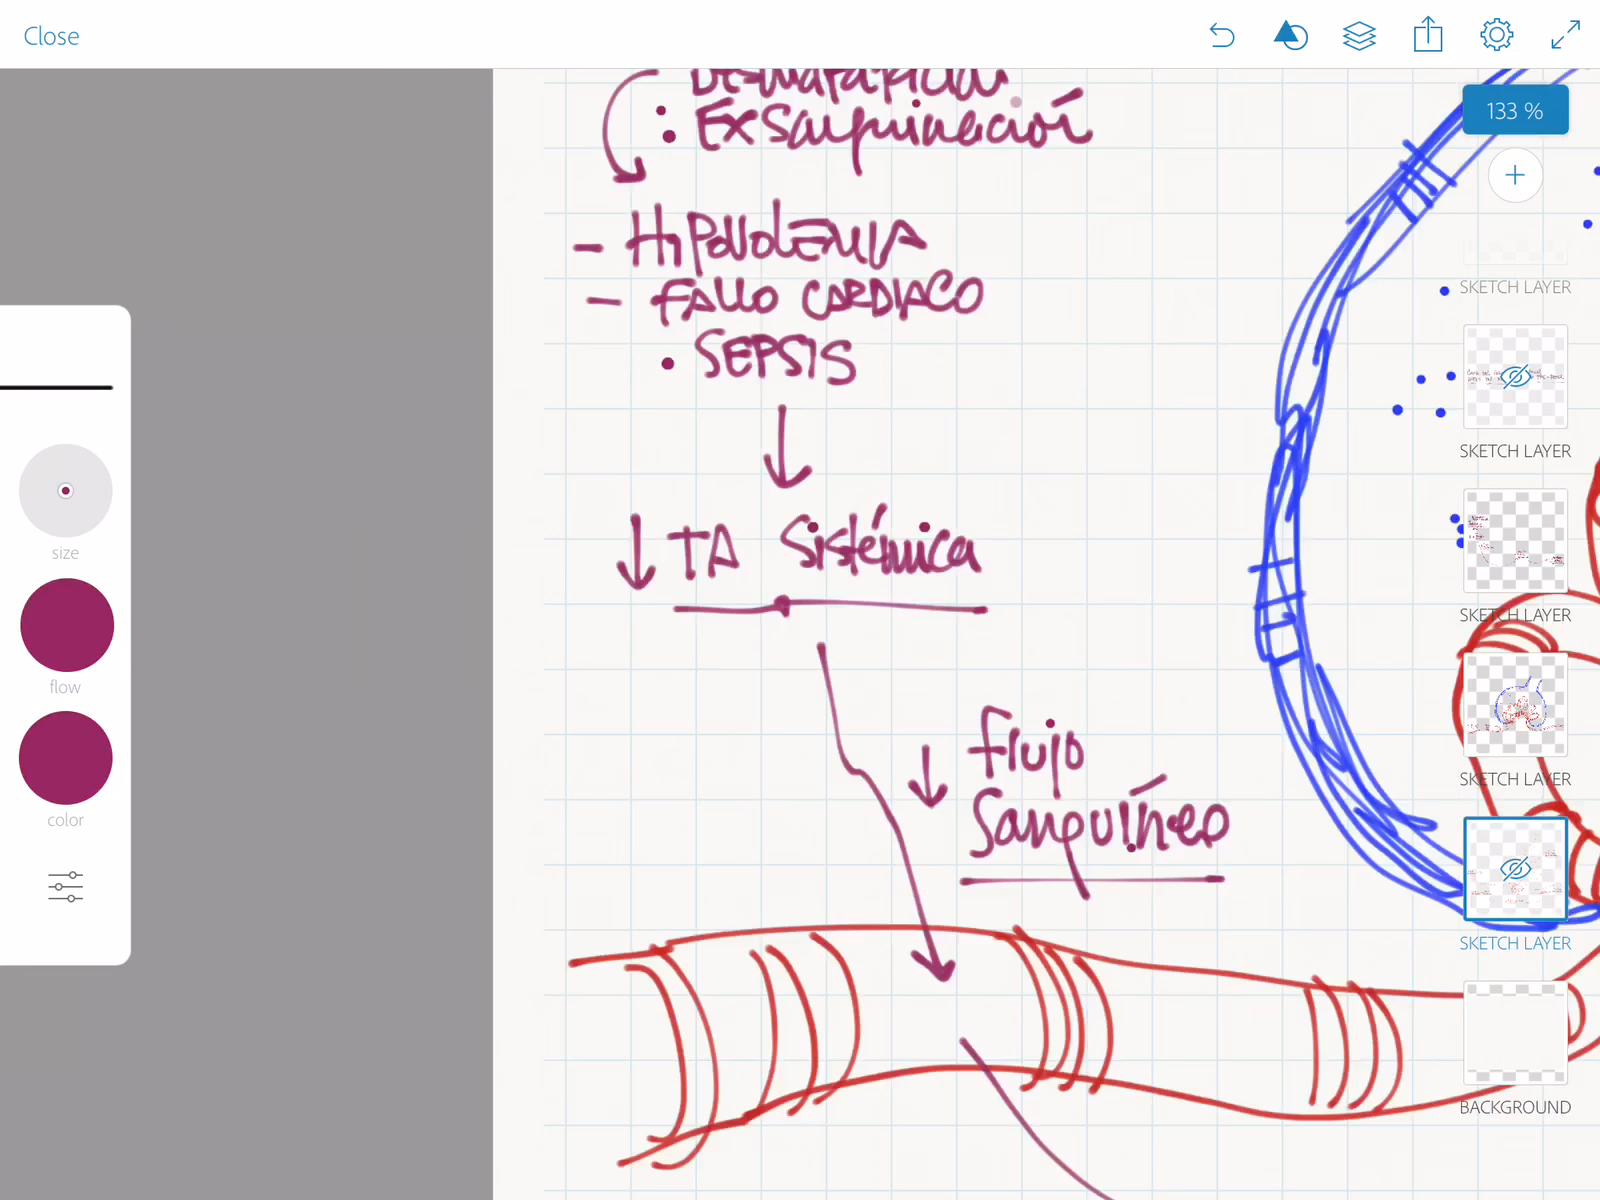 Close
133 %
Exsanguinación
- HIPOVOLEMIA
- FALLO CARDIACO
• SEPSIS
↓ TA Sistémica
↓ flujo
Sanguíneo
size
flow
color
SKETCH LAYER
SKETCH LAYER
SKETCH LAYER
SKETCH LAYER
SKETCH LAYER
BACKGROUND